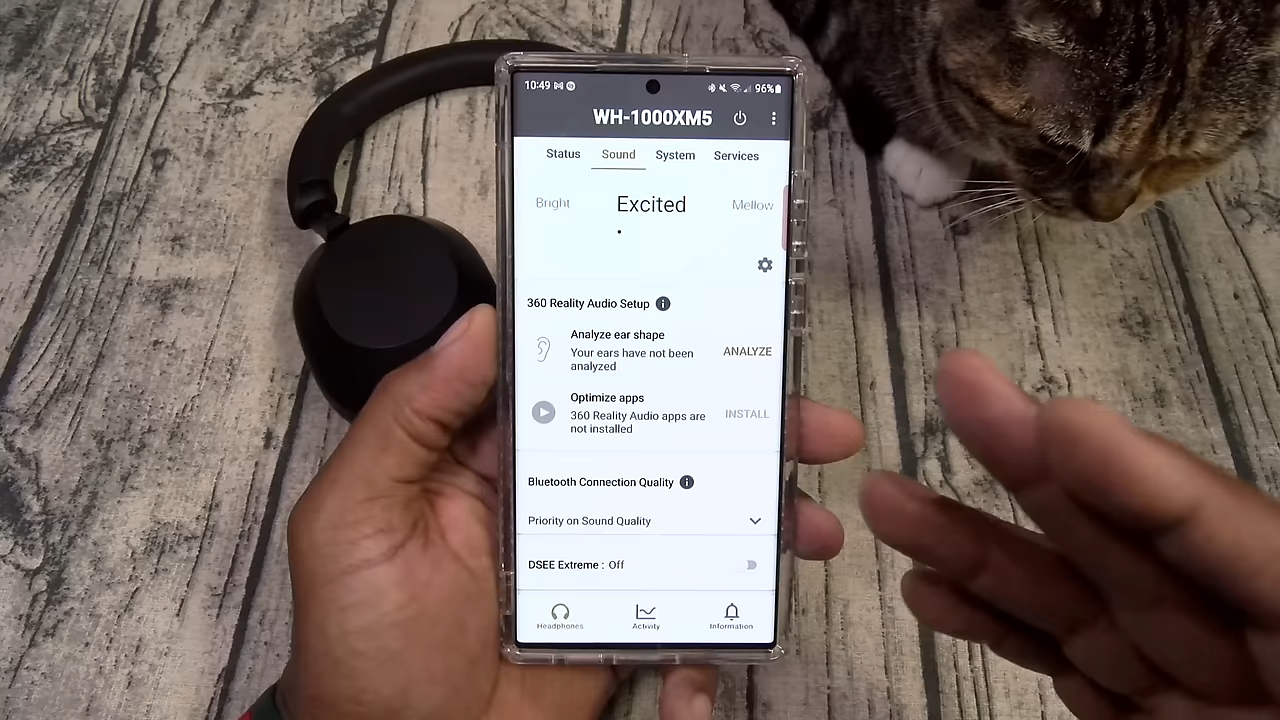 10:49 96%
WH-1000XM5
Status Sound System Services
Bright Excited Mellow
360 Reality Audio Setup
Analyze ear shape
Your ears have not been
analyzed
ANALYZE
Optimize apps
360 Reality Audio apps are
not installed
INSTALL
Bluetooth Connection Quality
Priority on Sound Quality
DSEE Extreme : Off
Headphones Activity Information